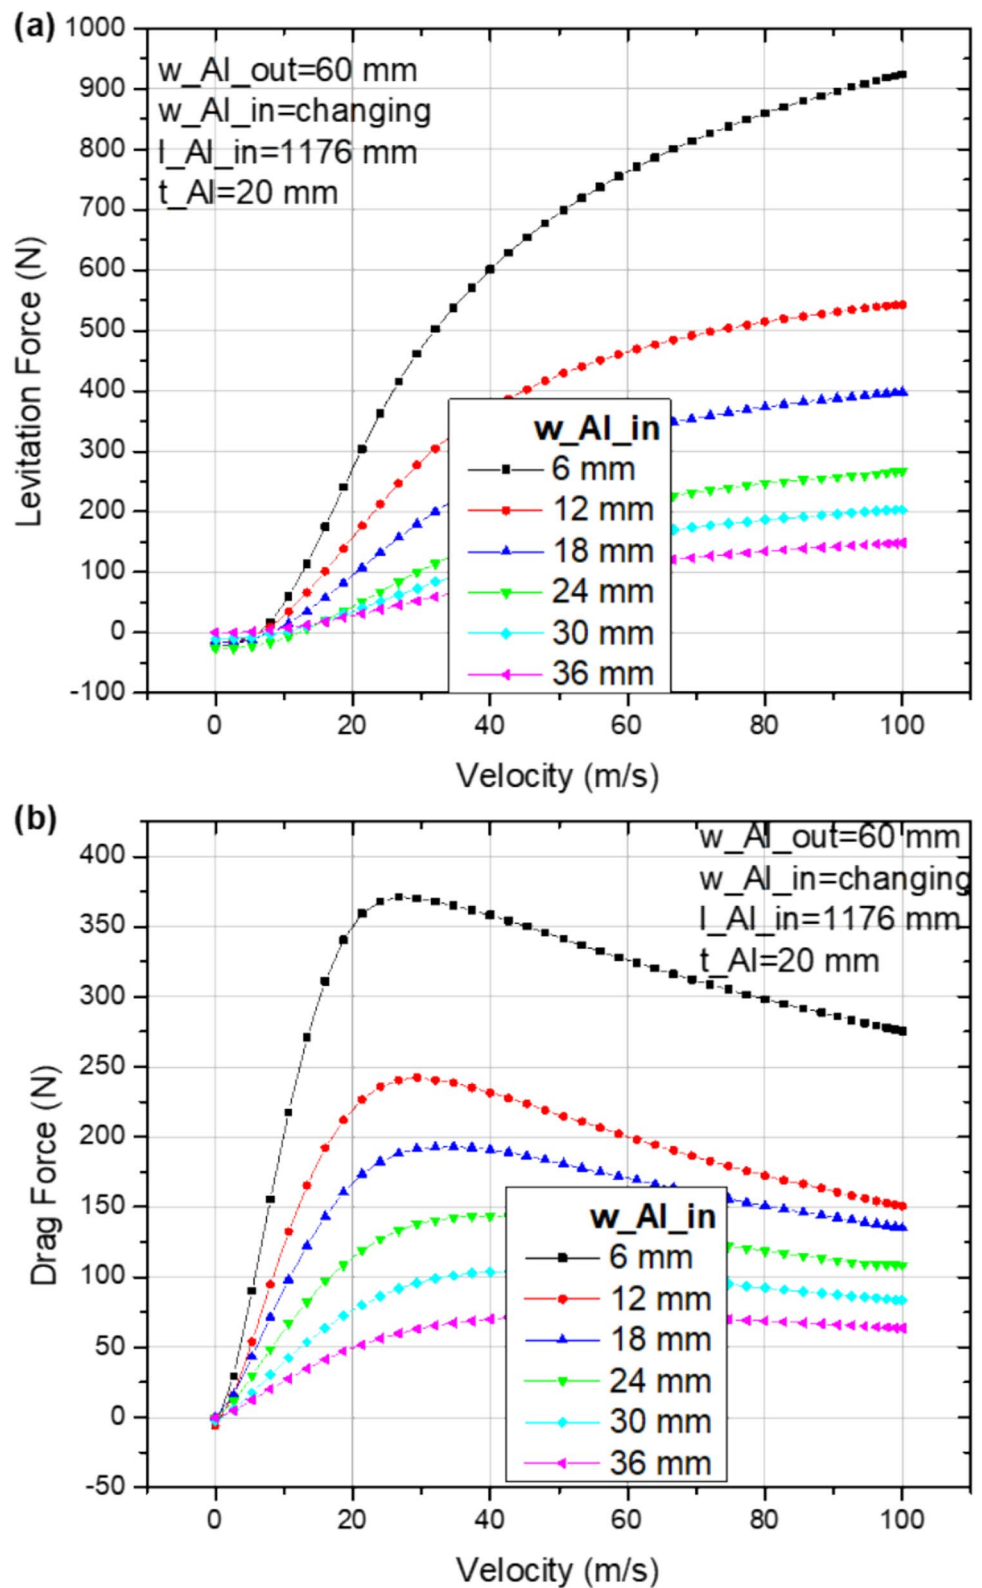 (a)
1000
900
800
700
600
500
400
300
200
100
0
-100
Levitation Force (N)
w_Al_out=60 mm
w_Al_in=changing
l_Al_in=1176 mm
t_Al=20 mm
w_Al_in
6 mm
12 mm
18 mm
24 mm
30 mm
36 mm
0 20 40 60 80 100
Velocity (m/s)
(b)
400
350
300
250
200
150
100
50
0
-50
Drag Force (N)
w_Al_out=60 mm
w_Al_in=changing
l_Al_in=1176 mm
t_Al=20 mm
w_Al_in
6 mm
12 mm
18 mm
24 mm
30 mm
36 mm
0 20 40 60 80 100
Velocity (m/s)